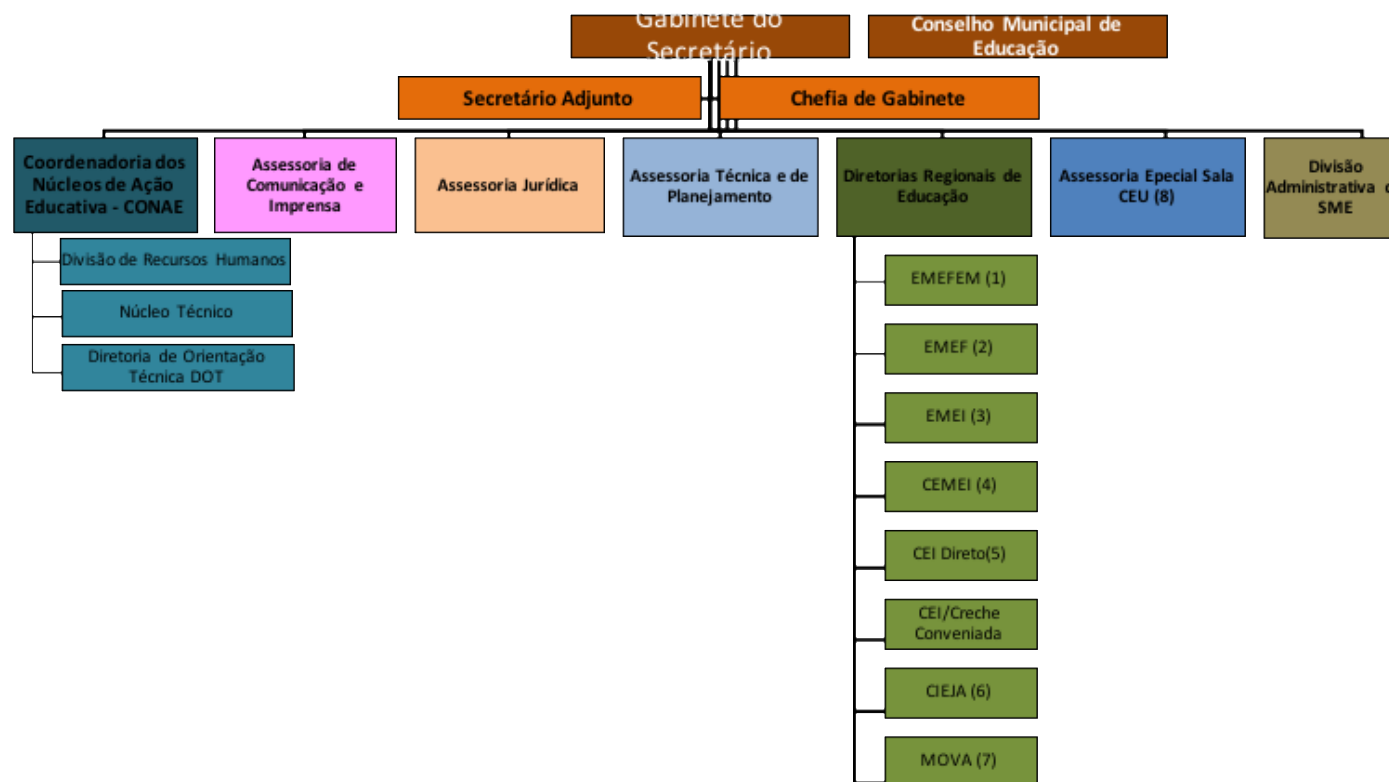 Gabinete do
Secretário
Conselho Municipal de
Educação
Secretário Adjunto
Chefia de Gabinete
Coordenadoria dos
Núcleos de Ação
Educativa - CONAE
Assessoria de
Comunicação e
Imprensa
Assessoria Jurídica
Assessoria Técnica e de
Planejamento
Diretorias Regionais de
Educação
Assessoria Epecial Sala
CEU (8)
Divisão
Administrativa
SME
Divisão de Recursos Humanos
Núcleo Técnico
Diretoria de Orientação
Técnica DOT
EMEFEM (1)
EMEF (2)
EMEI (3)
CEMEI (4)
CEI Direto(5)
CEI/Creche
Conveniada
CIEJA (6)
MOVA (7)